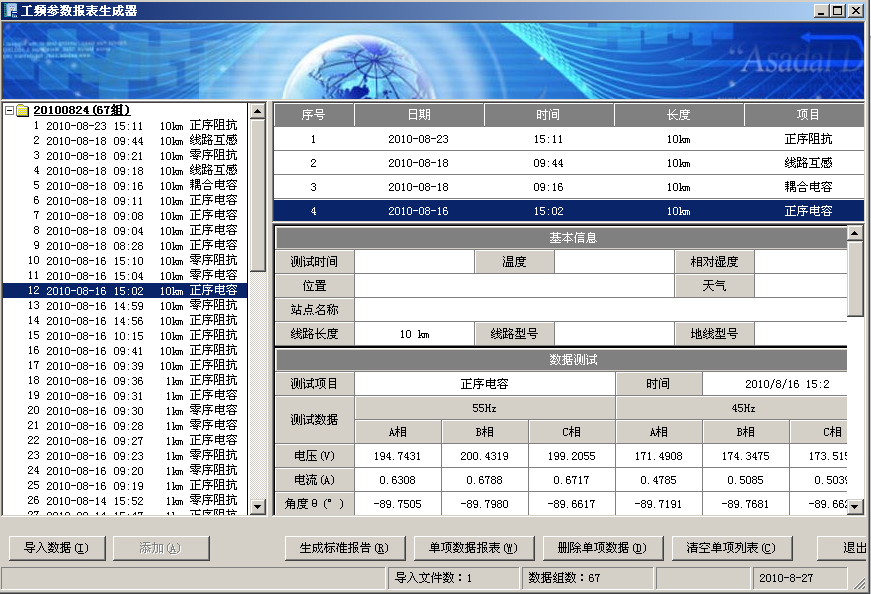 工频参数报表生成器
"Asadal D
20100824(67组)
1 2010-08-23 15:11 10km 正序阻抗
2 2010-08-18 09:44 10km 线路互感
3 2010-08-18 09:21 10km 零序阻抗
4 2010-08-18 09:18 10km 线路互感
5 2010-08-18 09:16 10km 耦合电容
6 2010-08-18 09:11 10km 正序电容
7 2010-08-18 09:08 10km 正序电容
8 2010-08-18 09:04 10km 正序电容
9 2010-08-18 08:28 10km 正序电容
10 2010-08-16 15:10 10km 零序阻抗
11 2010-08-16 15:04 10km 零序电容
12 2010-08-16 15:02 10km 正序电容
13 2010-08-16 14:59 10km 零序阻抗
14 2010-08-16 14:56 10km 正序阻抗
15 2010-08-16 10:15 10km 正序阻抗
16 2010-08-16 09:41 10km 正序阻抗
17 2010-08-16 09:39 10km 正序阻抗
18 2010-08-16 09:36 1km 正序阻抗
19 2010-08-16 09:31 1km 正序电容
20 2010-08-16 09:30 1km 零序电容
21 2010-08-16 09:28 1km 零序电容
22 2010-08-16 09:27 1km 正序电容
23 2010-08-16 09:23 1km 零序阻抗
24 2010-08-16 09:20 1km 零序阻抗
25 2010-08-16 09:19 1km 正序阻抗
26 2010-08-14 15:52 1km 零序阻抗
序号 日期 时间 长度 项目
1 2010-08-23 15:11 10km 正序阻抗
2 2010-08-18 09:44 10km 线路互感
3 2010-08-18 09:16 10km 耦合电容
4 2010-08-16 15:02 10km 正序电容
基本信息
测试时间 温度 相对湿度
位置 天气
站点名称
线路长度 10 km 线路型号 地线型号
数据测试
测试项目 正序电容 时间 2010/8/16 15:2
测试数据 55Hz 45Hz
A相 B相 C相 A相 B相 C相
电压(V) 194.7431 200.4319 199.2055 171.4908 174.3475 173.515
电流(A) 0.6308 0.6788 0.6717 0.4785 0.5085 0.503
角度θ(°) -89.7505 -89.7980 -89.6617 -89.7191 -89.7681 -89.66
导入数据(I) 添加(A) 生成标准报告(R) 单项数据报表(W) 删除单项数据(D) 清空单项列表(C) 退出
导入文件数：1 数据组数：67 2010-8-27